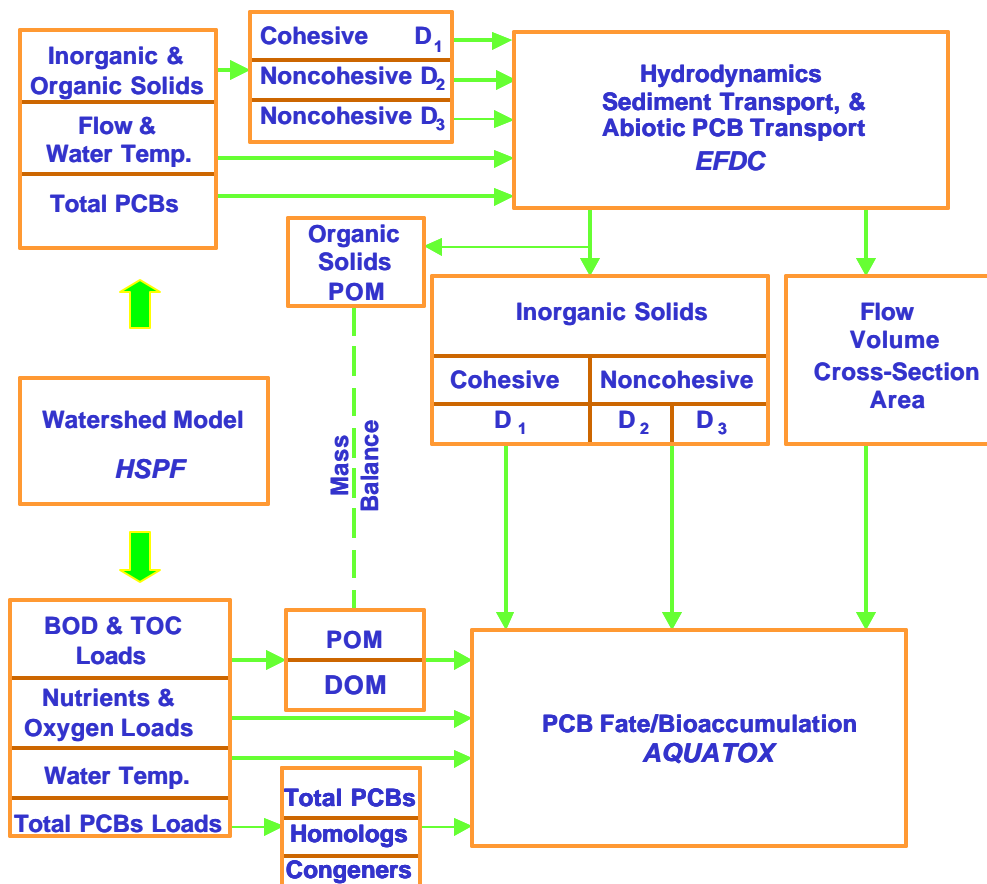 Inorganic &
Organic Solids
Flow &
Water Temp.
Total PCBs
Cohesive D1
Noncohesive D2
Noncohesive D3
Hydrodynamics
Sediment Transport, &
Abiotic PCB Transport
EFDC
Organic
Solids
POM
Inorganic Solids
Cohesive Noncohesive
D1 D2 D3
Flow
Volume
Cross-Section
Area
Watershed Model
HSPF
Mass
Balance
BOD & TOC
Loads
Nutrients &
Oxygen Loads
Water Temp.
Total PCBs Loads
POM
DOM
Total PCBs
Homologs
Congeners
PCB Fate/Bioaccumulation
AQUATOX